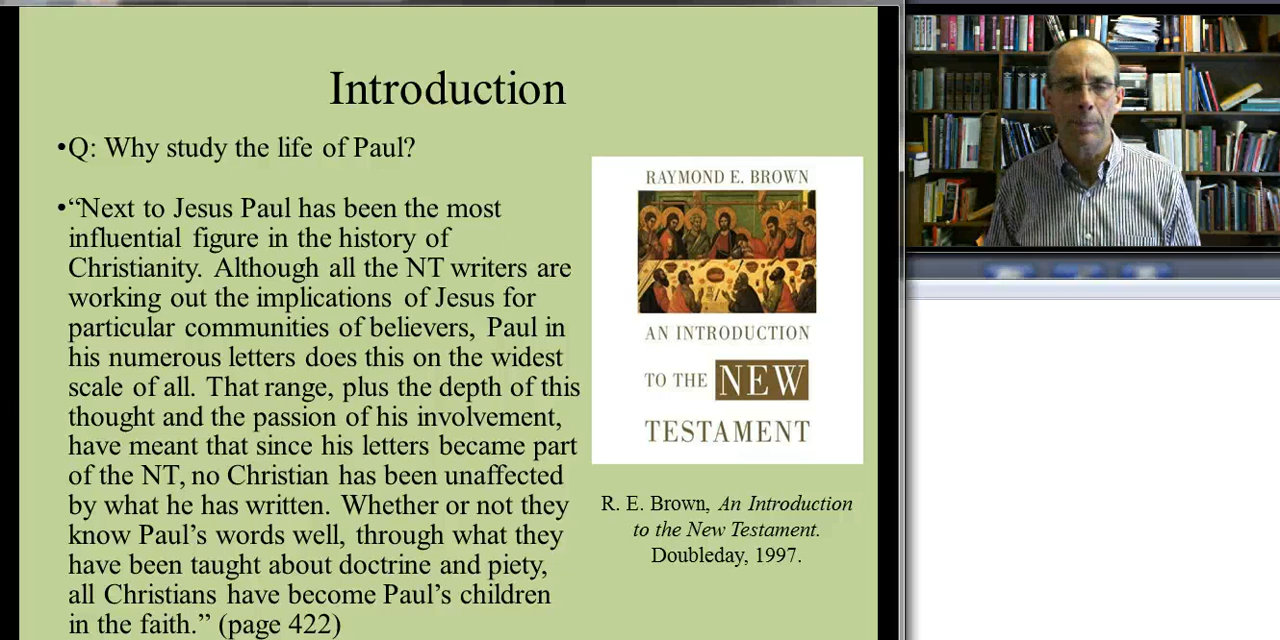 Introduction
•Q: Why study the life of Paul?
•“Next to Jesus Paul has been the most
influential figure in the history of
Christianity. Although all the NT writers are
working out the implications of Jesus for
particular communities of believers, Paul in
his numerous letters does this on the widest
scale of all. That range, plus the depth of this
thought and the passion of his involvement,
have meant that since his letters became part
of the NT, no Christian has been unaffected
by what he has written. Whether or not they
know Paul’s words well, through what they
have been taught about doctrine and piety,
all Christians have become Paul’s children
in the faith.” (page 422)
RAYMOND E. BROWN
AN INTRODUCTION
TO THE NEW
TESTAMENT
R. E. Brown, An Introduction
to the New Testament.
Doubleday, 1997.